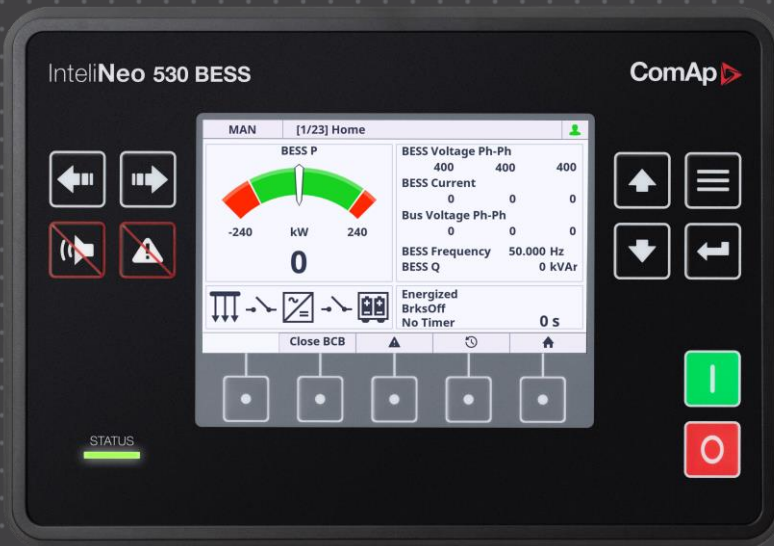 InteliNeo 530 BESS
ComAp
MAN [1/23] Home
BESS P
-240 kW 240
0
BESS Voltage Ph-Ph
400 400 400
BESS Current
0 0 0
Bus Voltage Ph-Ph
0 0 0
BESS Frequency 50.000 Hz
BESS Q 0 kVAr
Energized
BrksOff
No Timer 0 s
Close BCB
STATUS
I
O